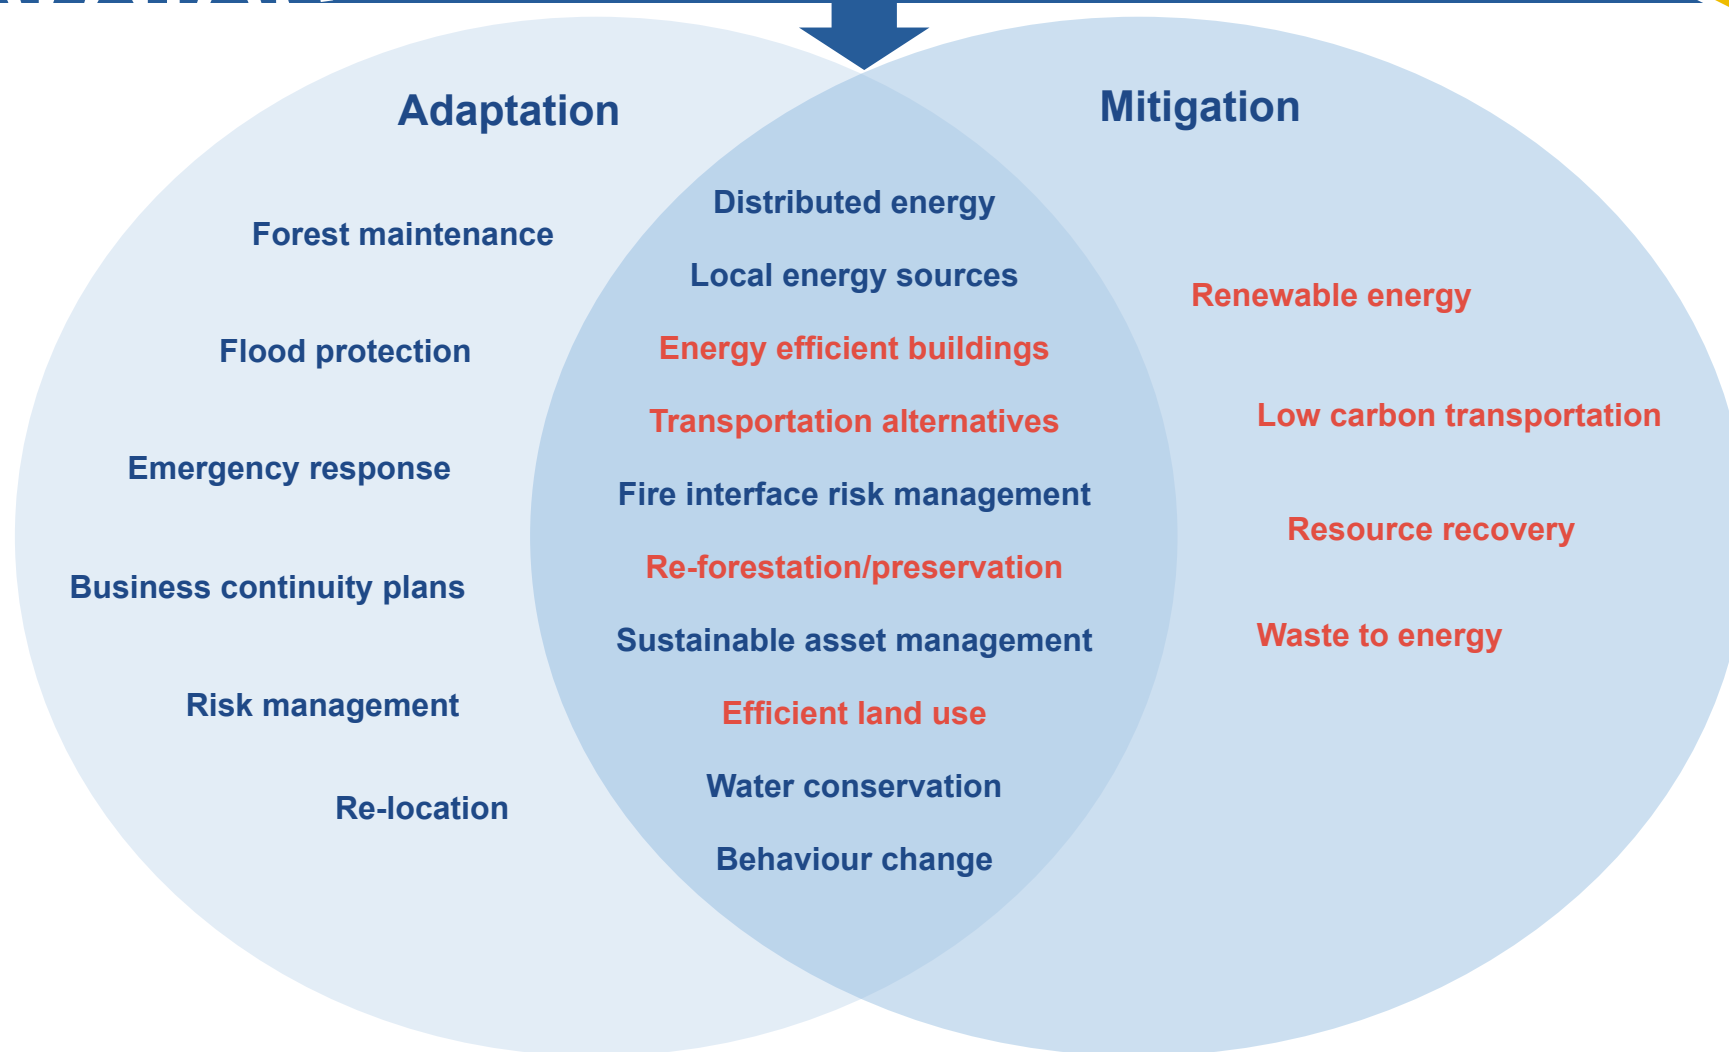 Adaptation
Forest maintenance
Flood protection
Emergency response
Business continuity plans
Risk management
Re-location
Distributed energy
Local energy sources
Energy efficient buildings
Transportation alternatives
Fire interface risk management
Re-forestation/preservation
Sustainable asset management
Efficient land use
Water conservation
Behaviour change
Mitigation
Renewable energy
Low carbon transportation
Resource recovery
Waste to energy